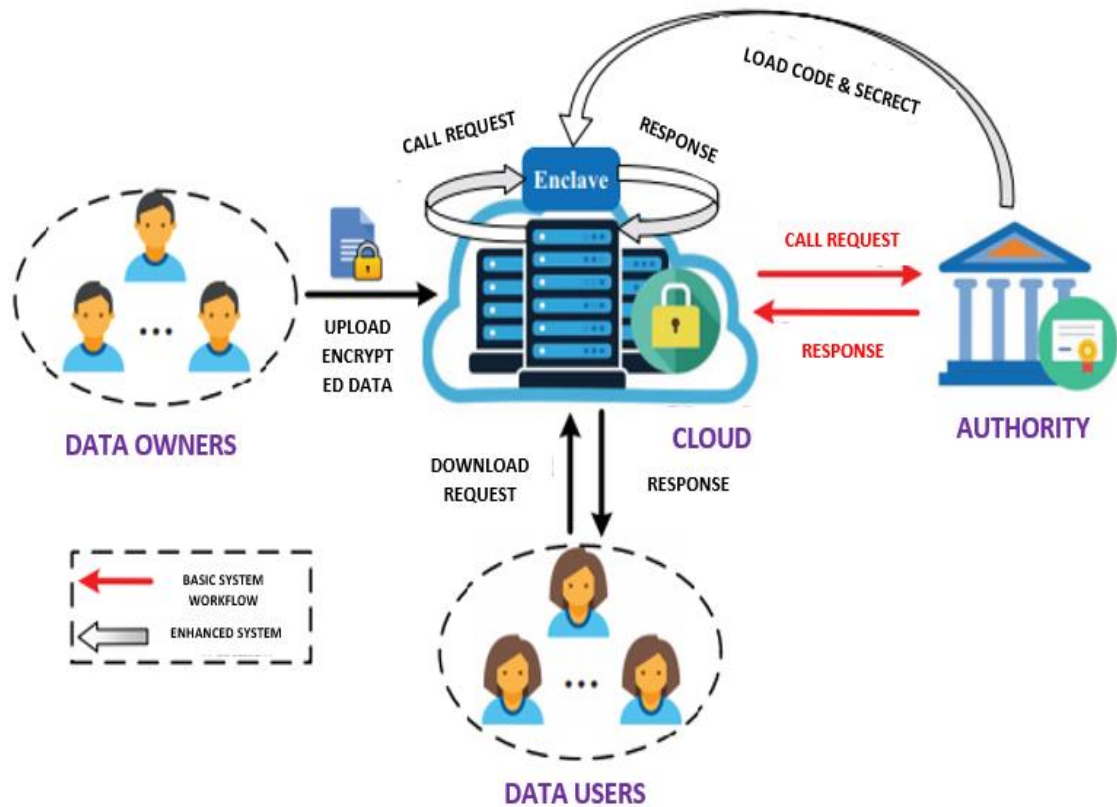 LOAD CODE & SECRECT
CALL REQUEST
RESPONSE
Enclave
CALL REQUEST
RESPONSE
UPLOAD
ENCRYPT
ED DATA
DATA OWNERS
CLOUD
AUTHORITY
DOWNLOAD
REQUEST
RESPONSE
BASIC SYSTEM
WORKFLOW
ENHANCED SYSTEM
DATA USERS